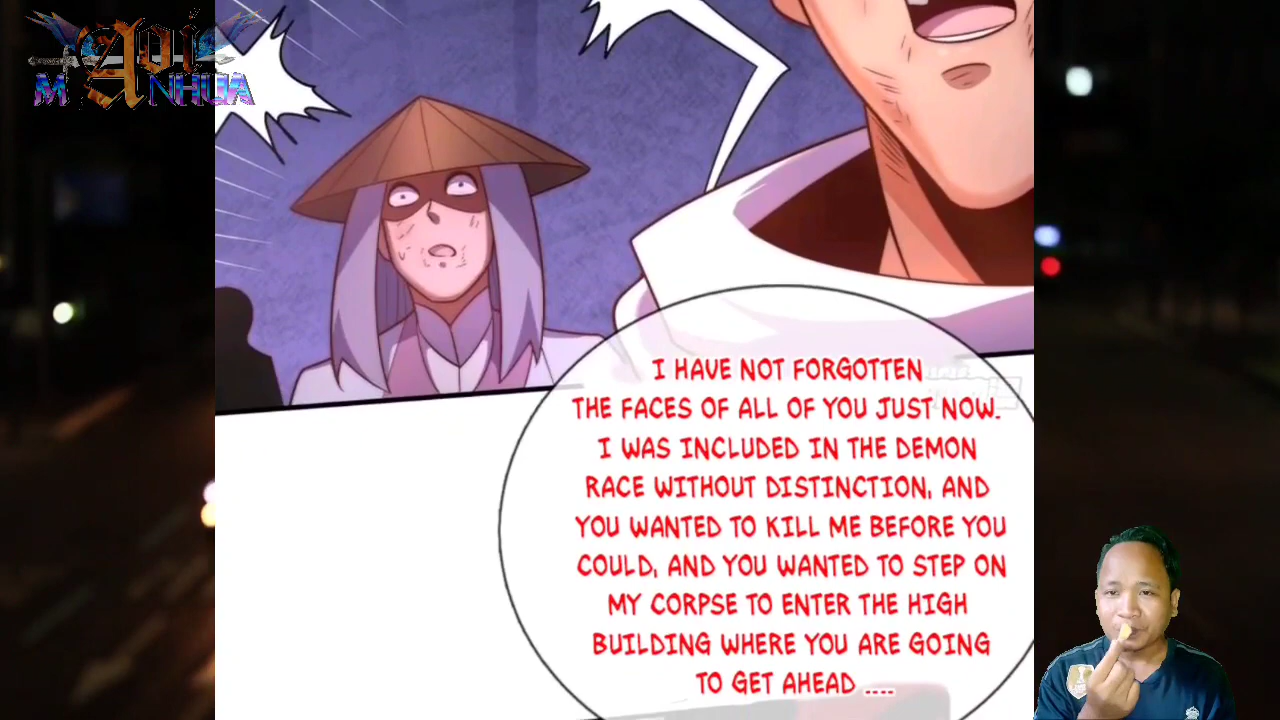 Aoi
MANHUA
I HAVE NOT FORGOTTEN
THE FACES OF ALL OF YOU JUST NOW.
I WAS INCLUDED IN THE DEMON
RACE WITHOUT DISTINCTION, AND
YOU WANTED TO KILL ME BEFORE YOU
COULD, AND YOU WANTED TO STEP ON
MY CORPSE TO ENTER THE HIGH
BUILDING WHERE YOU ARE GOING
TO GET AHEAD ....